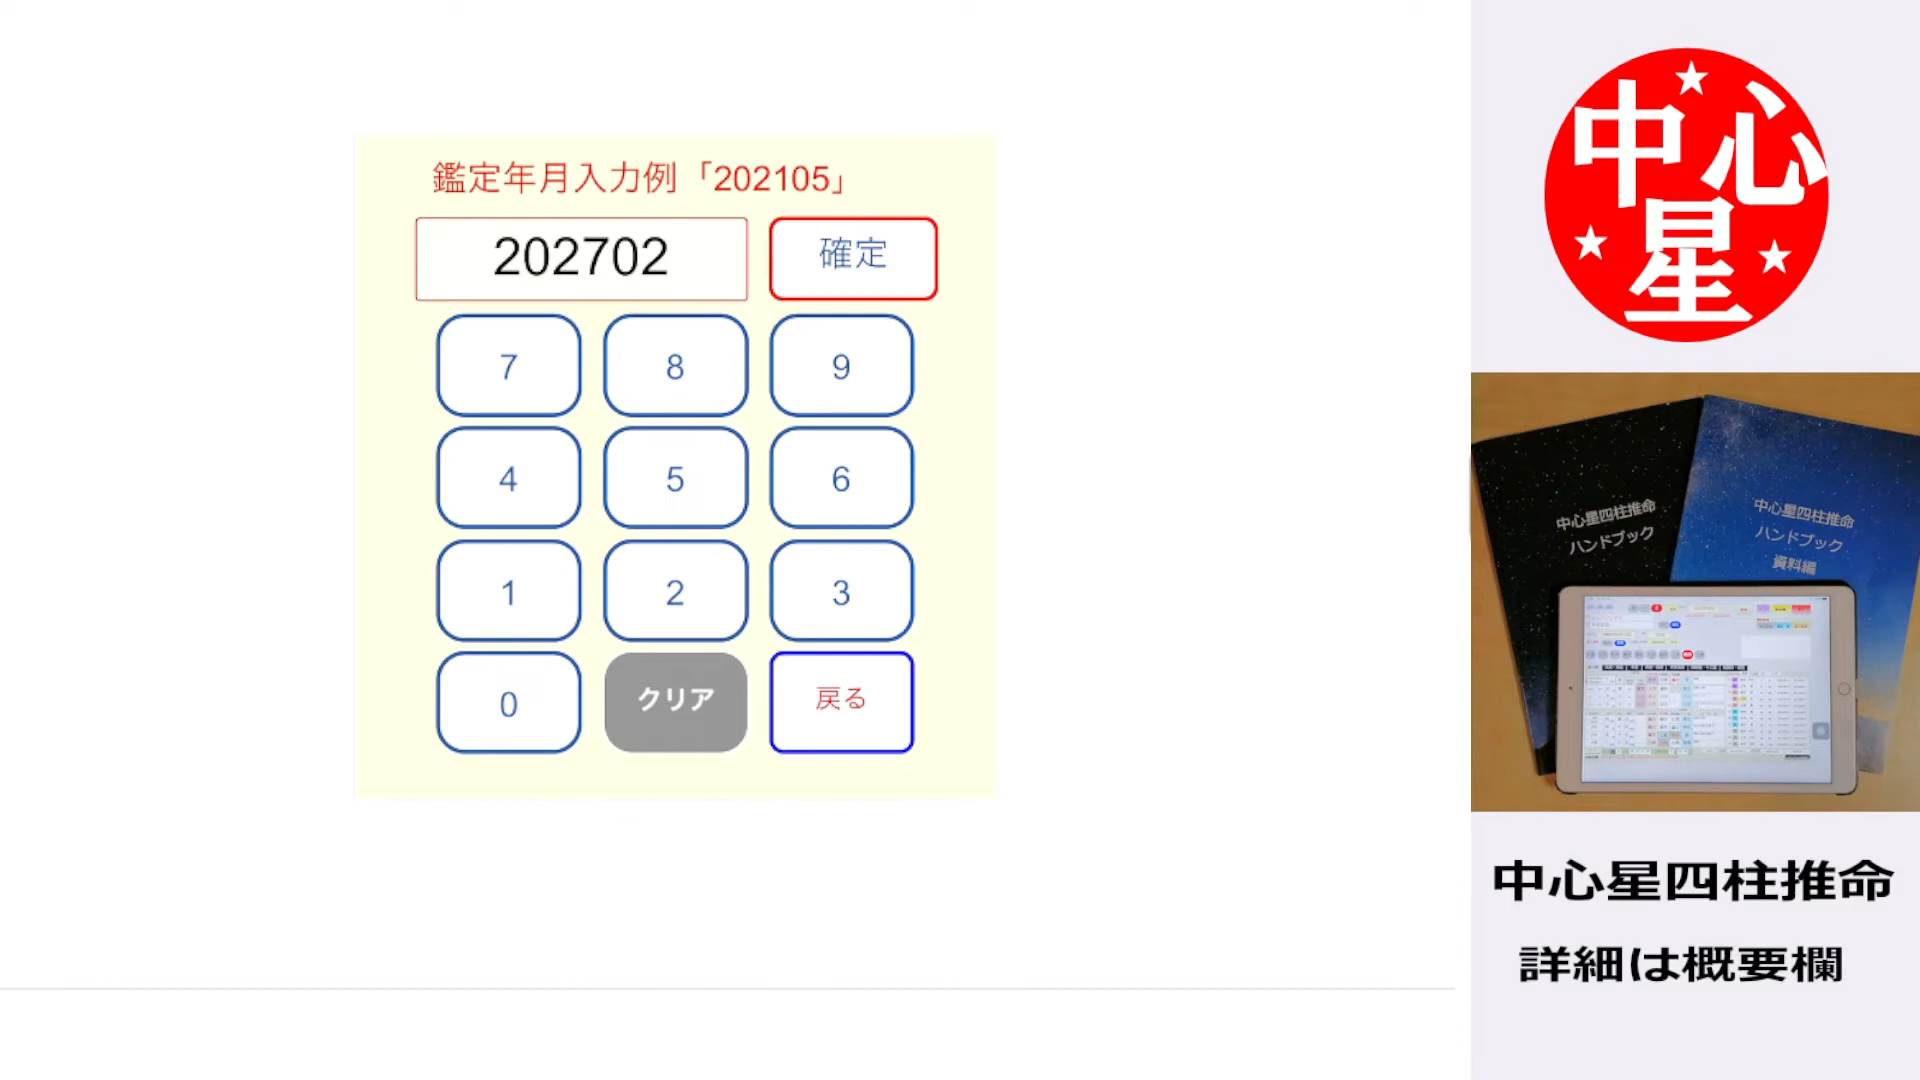 鑑定年月入力例「202105」
202702
確定
7
8
9
4
5
6
1
2
3
0
クリア
戻る
中心
星
中心星四柱推命
ハンドブック
中心星四柱推命
ハンドブック
資料編
中心星四柱推命
詳細は概要欄